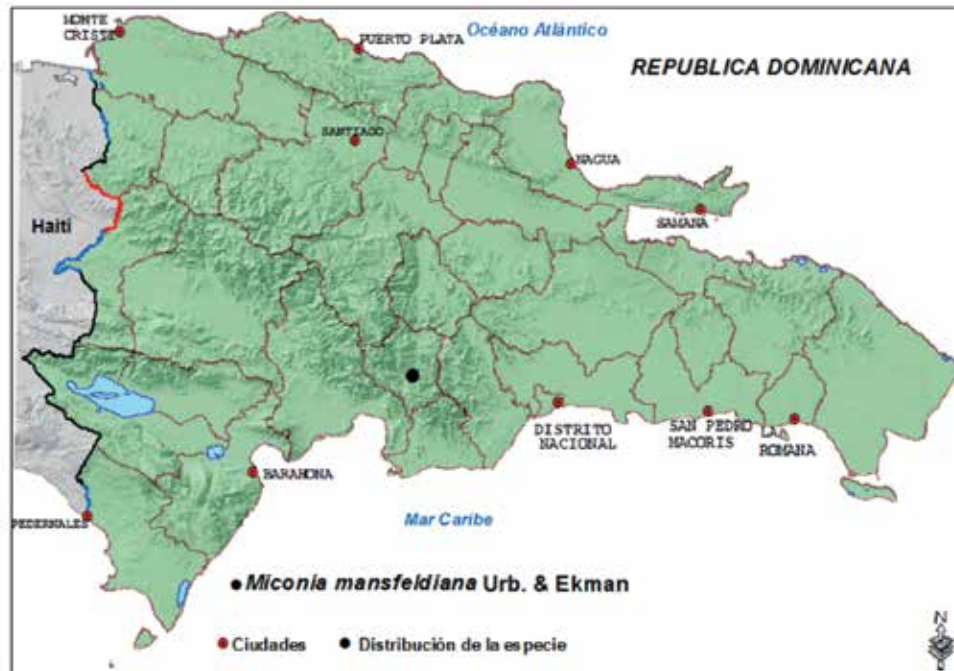 MONTE
CRISTI
PUERTO PLATA
Océano Atlántico
REPUBLICA DOMINICANA
SANTIAGO
NAGUA
SAMANA
Haiti
DISTRITO
NACIONAL
SAN PEDRO
MACORIS
LA
ROMANA
BARAHONA
PEDERNALES
Mar Caribe
Miconia mansfeldiana Urb. & Ekman
Ciudades
Distribución de la especie
N